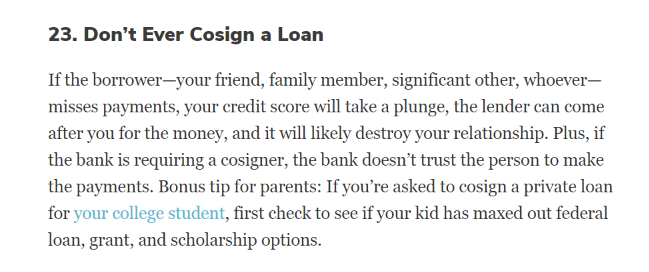 23. Don’t Ever Cosign a Loan
If the borrower—your friend, family member, significant other, whoever—
misses payments, your credit score will take a plunge, the lender can come
after you for the money, and it will likely destroy your relationship. Plus, if
the bank is requiring a cosigner, the bank doesn’t trust the person to make
the payments. Bonus tip for parents: If you’re asked to cosign a private loan
for your college student, first check to see if your kid has maxed out federal
loan, grant, and scholarship options.